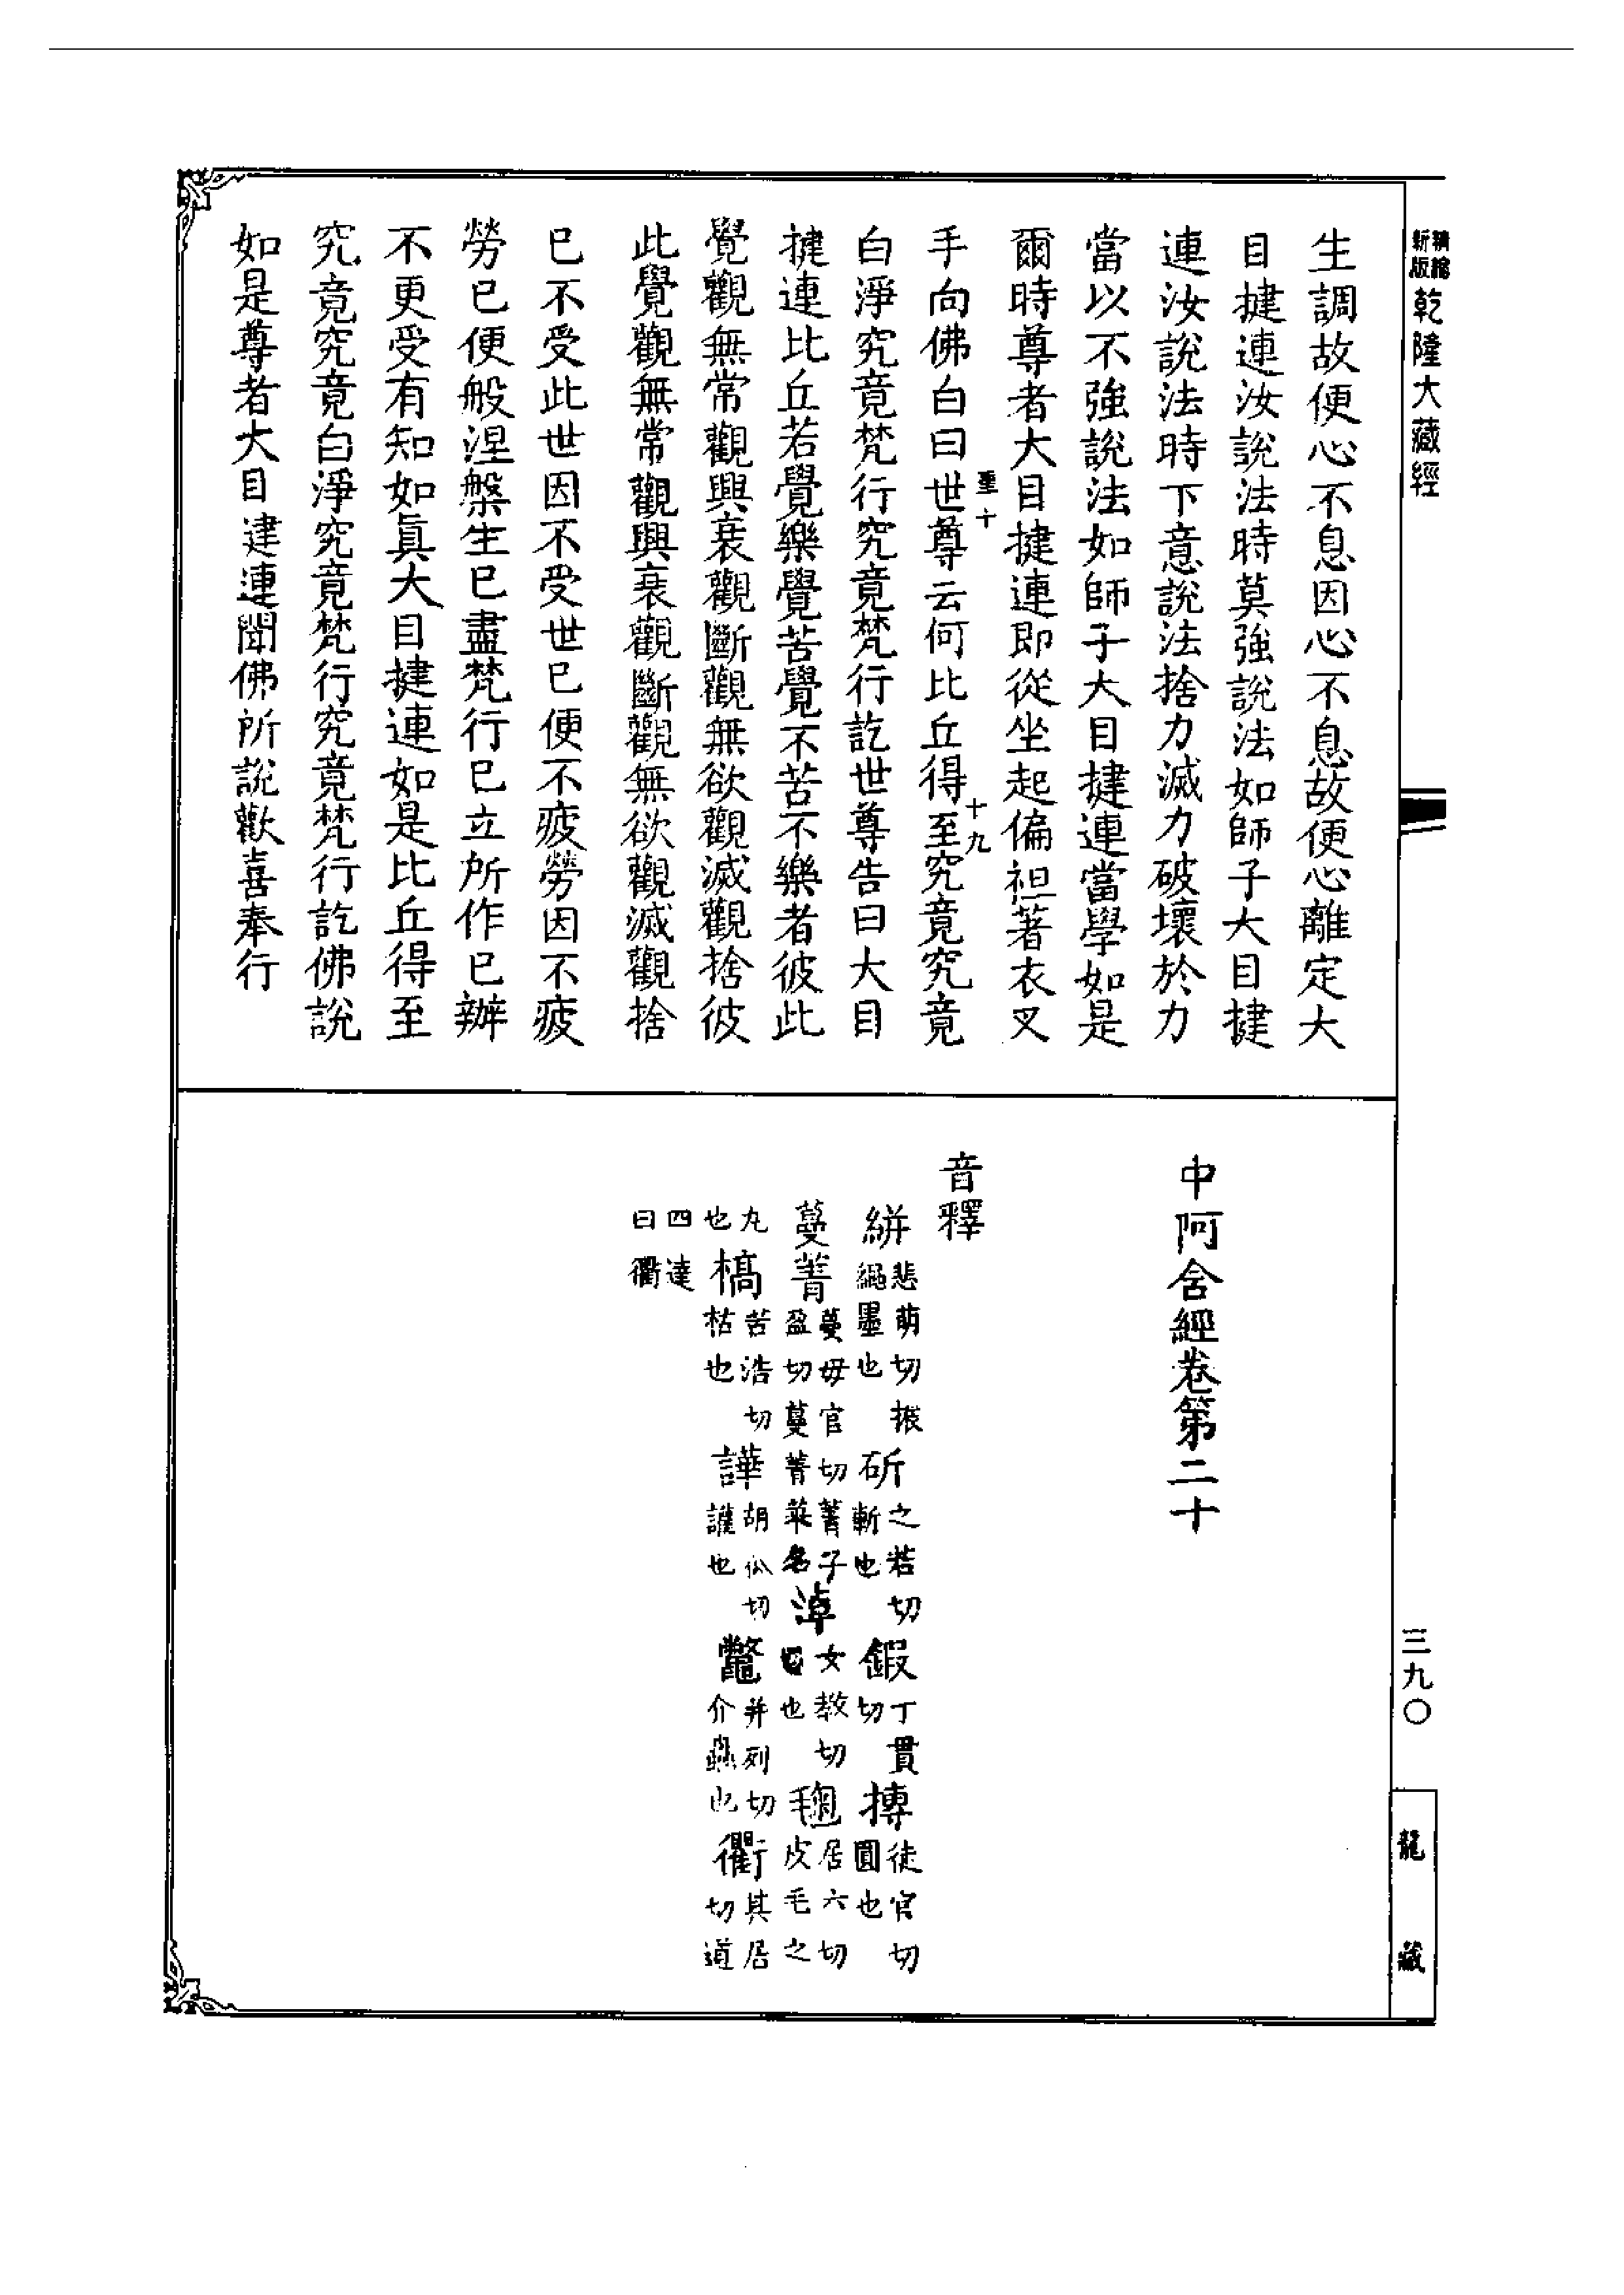 精縮新版乾隆大藏經
生調故便心不息因心不息故便心離定大
目揵連汝說法時莫強說法如師子大目揵
連汝說法時下意說法捨力滅力破壞於力
當以不強說法如師子大目揵連當學如是
爾時尊者大目揵連即從坐起偏袒著衣叉
手向佛白曰世尊云何比丘得至究竟究竟
白淨究竟梵行究竟梵行訖世尊告曰大目
揵連比丘若覺樂覺苦覺不苦不樂者彼此
覺觀無常觀興衰觀斷觀無欲觀滅觀捨彼
此覺觀無常觀興衰觀斷觀無欲觀滅觀捨
已不受此世因不受世已便不疲勞因不疲
勞已便般涅槃生已盡梵行已立所作已辦
不更受有知如真大目揵連如是比丘得至
究竟究竟白淨究竟梵行究竟梵行訖佛說
如是尊者大目建連聞佛所說歡喜奉行
十九
中阿含經卷第二十
音釋
絣悲萌切振繩墨也 斫之若切斬也 鍜丁貫切 摶徒官切圓也
蔓菁蔓毋官切菁子盈切蔓菁菜名 淖女教切也 毱居六切皮毛之
丸也 槁苦浩切枯也 譁胡瓜切讙也 鼈并列切介蟲也 衢其居切道
四達曰衢
三九〇
龍藏